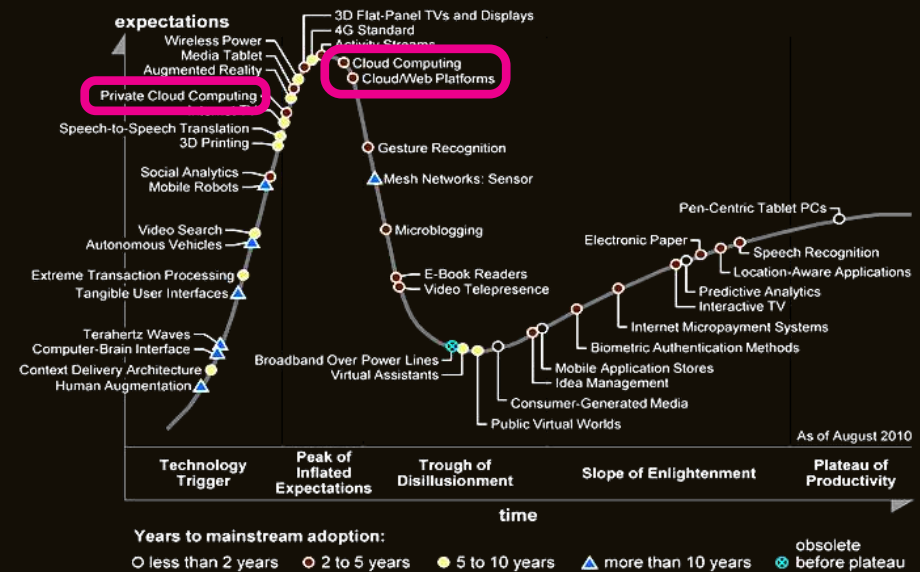 expectations
3D Flat-Panel TVs and Displays
4G Standard
Activity Streams
Wireless Power
Media Tablet
Augmented Reality
Cloud Computing
Cloud/Web Platforms
Private Cloud Computing
Speech-to-Speech Translation
3D Printing
Gesture Recognition
Social Analytics
Mobile Robots
Mesh Networks: Sensor
Video Search
Autonomous Vehicles
Microblogging
Extreme Transaction Processing
Tangible User Interfaces
E-Book Readers
Video Telepresence
Terahertz Waves
Computer-Brain Interface
Context Delivery Architecture
Human Augmentation
Broadband Over Power Lines
Virtual Assistants
Public Virtual Worlds
Consumer-Generated Media
Idea Management
Mobile Application Stores
Biometric Authentication Methods
Internet Micropayment Systems
Interactive TV
Predictive Analytics
Electronic Paper
Location-Aware Applications
Speech Recognition
Pen-Centric Tablet PCs
As of August 2010
Technology
Trigger
Peak of
Inflated
Expectations
Trough of
Disillusionment
Slope of Enlightenment
Plateau of
Productivity
time
Years to mainstream adoption:
less than 2 years
2 to 5 years
5 to 10 years
more than 10 years
obsolete
before plateau